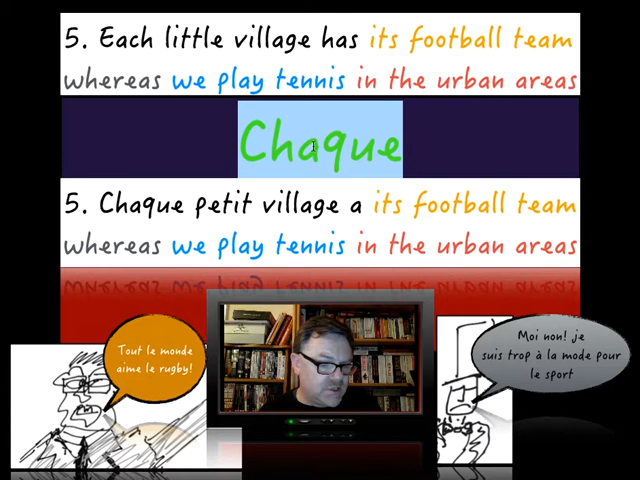 5. Each little village has its football team
whereas we play tennis in the urban areas
Chaque
5. Chaque petit village a its football team
whereas we play tennis in the urban areas
Tout le monde
aime le rugby!
Moi non! je
suis trop à la mode pour
le sport